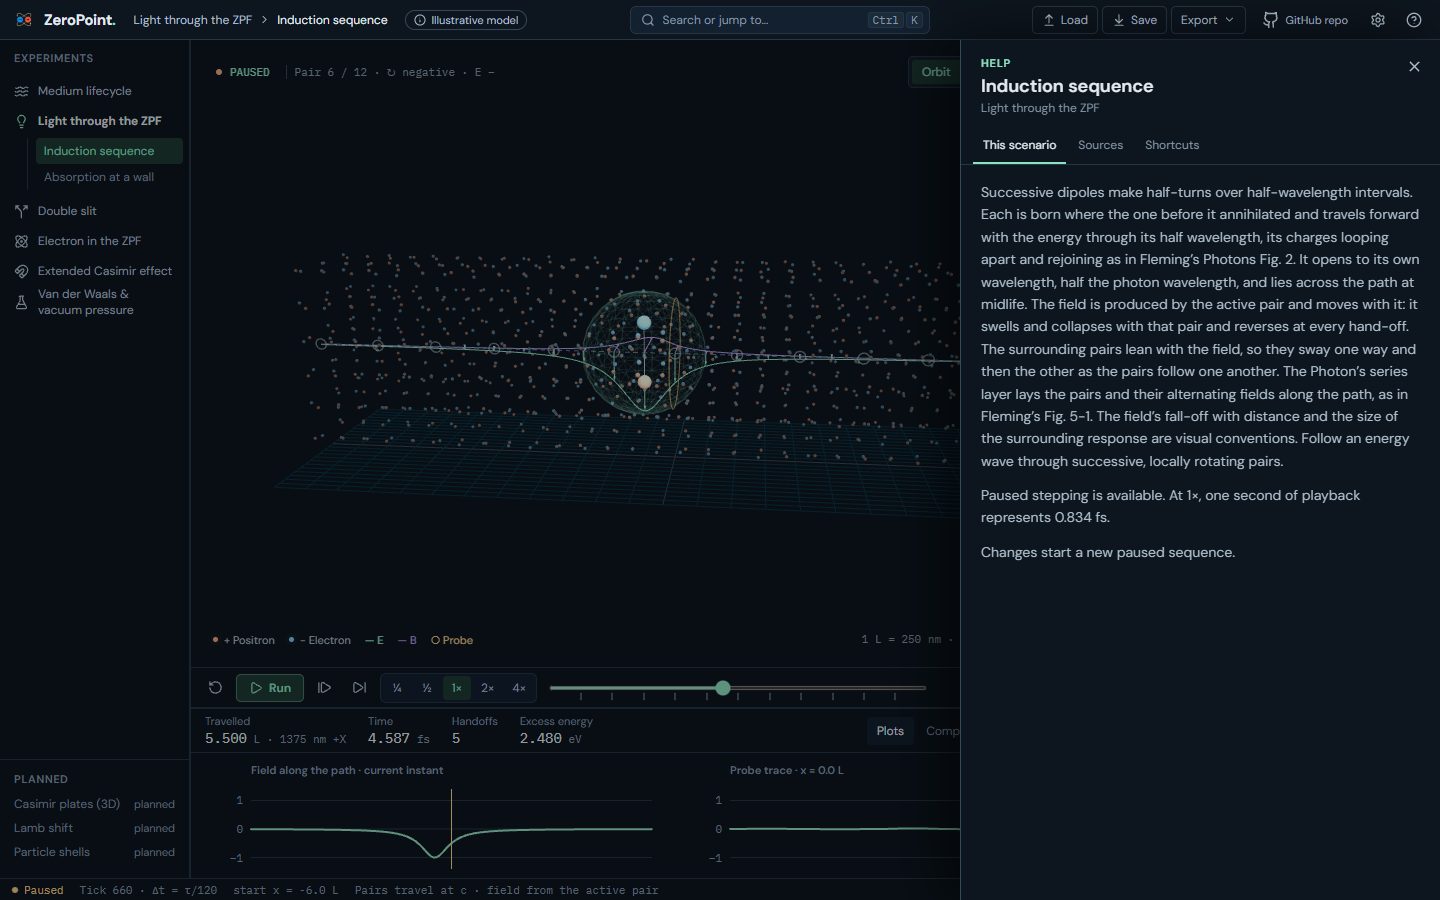 ZeroPoint. Light through the ZPF > Induction sequence Illustrative model Search or jump to... Ctrl K Load Save Export GitHub repo
EXPERIMENTS
Medium lifecycle
Light through the ZPF
Induction sequence
Absorption at a wall
Double slit
Electron in the ZPF
Extended Casimir effect
Van der Waals &
vacuum pressure
PLANNED
Casimir plates (3D) planned
Lamb shift planned
Particle shells planned
PAUSED Pair 6 / 12 · ↻ negative · E −
Orbit
+ Positron − Electron — E — B Probe
1 L = 250 nm ·
Run ¼ ½ 1× 2× 4×
Travelled Time Handoffs Excess energy
5.500 L · 1375 nm +X 4.587 fs 5 2.480 eV
Plots Comp
Field along the path · current instant
1
0
−1
Probe trace · x = 0.0 L
1
0
−1
HELP
Induction sequence
Light through the ZPF
This scenario Sources Shortcuts
Successive dipoles make half-turns over half-wavelength intervals.
Each is born where the one before it annihilated and travels forward
with the energy through its half wavelength, its charges looping
apart and rejoining as in Fleming's Photons Fig. 2. It opens to its own
wavelength, half the photon wavelength, and lies across the path at
midlife. The field is produced by the active pair and moves with it: it
swells and collapses with that pair and reverses at every hand-off.
The surrounding pairs lean with the field, so they sway one way and
then the other as the pairs follow one another. The Photon's series
layer lays the pairs and their alternating fields along the path, as in
Fleming's Fig. 5-1. The field's fall-off with distance and the size of
the surrounding response are visual conventions. Follow an energy
wave through successive, locally rotating pairs.
Paused stepping is available. At 1×, one second of playback
represents 0.834 fs.
Changes start a new paused sequence.
Paused Tick 660 · Δt = τ/120 start x = -6.0 L Pairs travel at c · field from the active pair